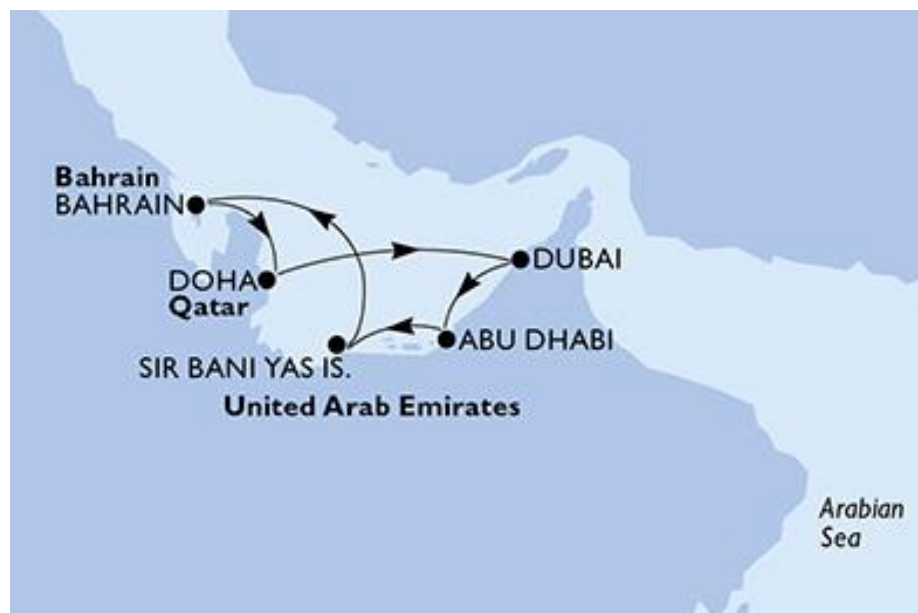 Bahrain
BAHRAIN
DOHA
Qatar
DUBAI
ABU DHABI
SIR BANI YAS IS.
United Arab Emirates
Arabian
Sea